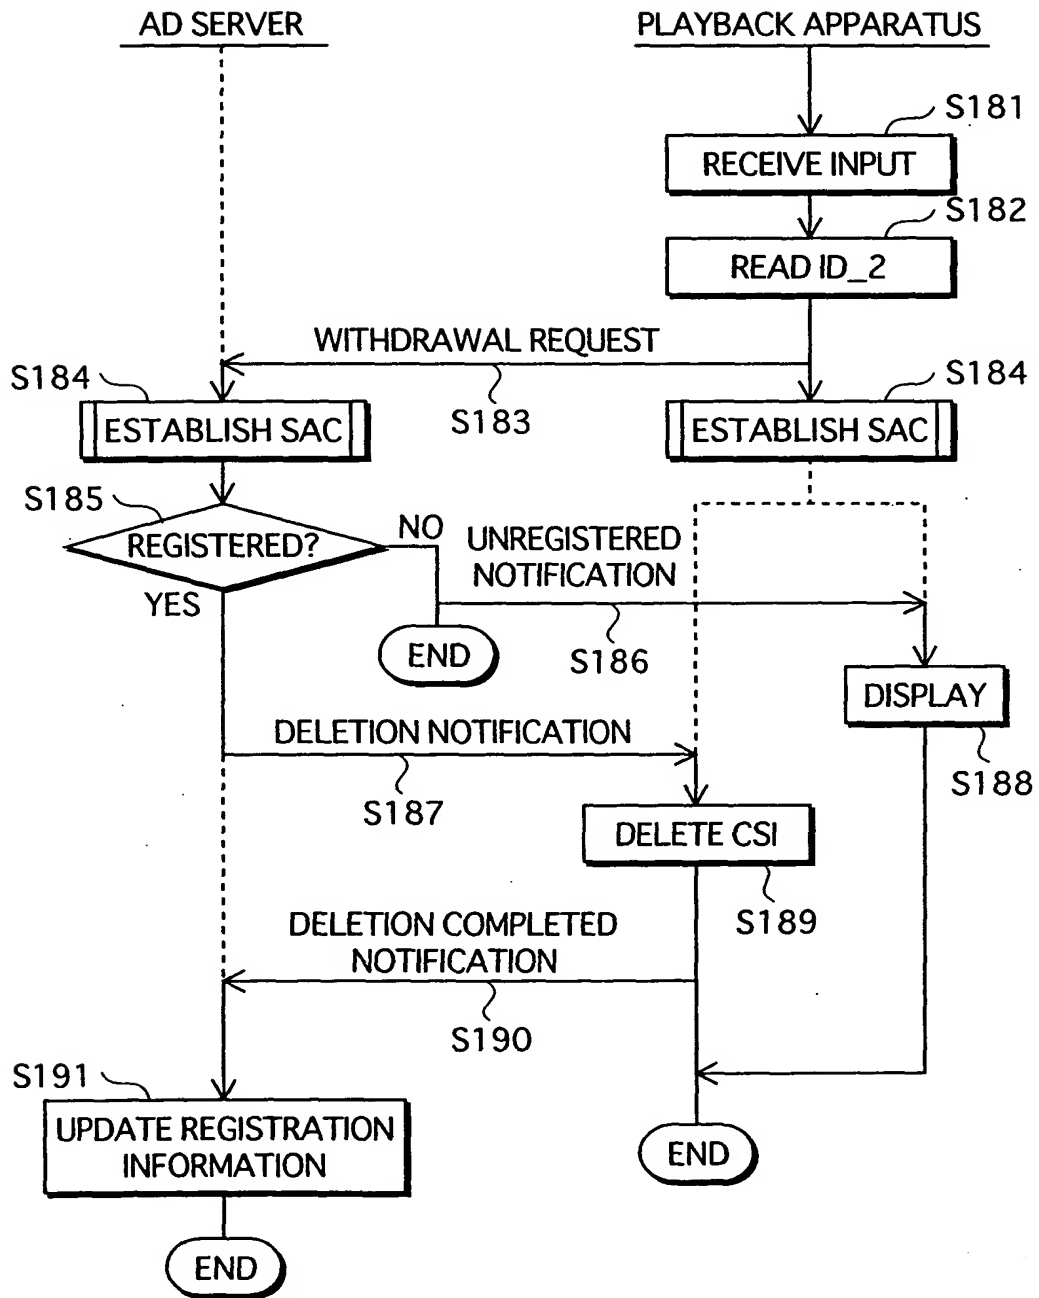 AD SERVER
PLAYBACK APPARATUS
S181
RECEIVE INPUT
S182
READ ID_2
WITHDRAWAL REQUEST
S183
S184
ESTABLISH SAC
S184
ESTABLISH SAC
S185
REGISTERED?
NO
YES
UNREGISTERED
NOTIFICATION
S186
END
DISPLAY
S188
DELETION NOTIFICATION
S187
DELETE CSI
S189
DELETION COMPLETED
NOTIFICATION
S190
S191
UPDATE REGISTRATION
INFORMATION
END
END